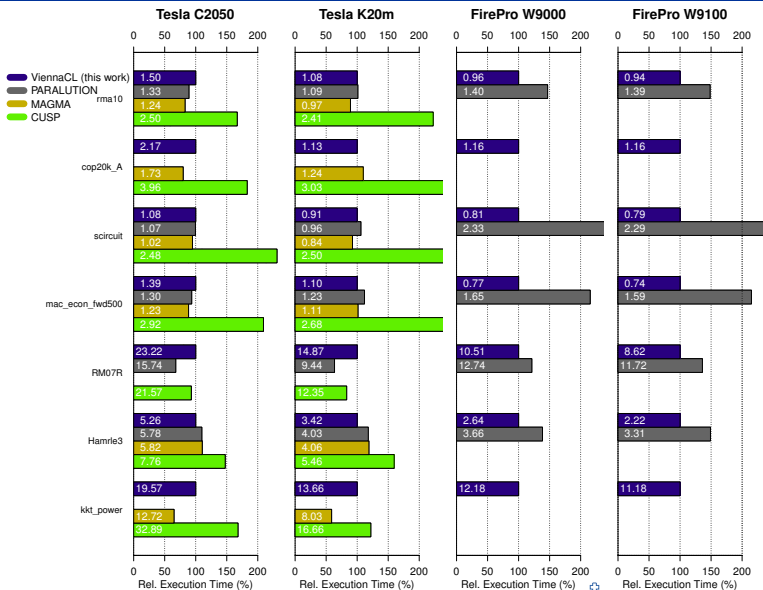 Tesla C2050 Tesla K20m FirePro W9000 FirePro W9100
0 50 100 150 200 0 50 100 150 200 0 50 100 150 200 0 50 100 150 200
ViennaCL (this work)
PARALUTION
MAGMA
CUSP
rma10
1.50 1.08 0.96 0.94
1.33 1.09 1.40 1.39
1.24 0.97
2.50 2.41
cop20k_A
2.17 1.13 1.16 1.16
1.73 1.24
3.96 3.03
scircuit
1.08 0.91 0.81 0.79
1.07 0.96 2.33 2.29
1.02 0.84
2.48 2.50
mac_econ_fwd500
1.39 1.10 0.77 0.74
1.30 1.23 1.65 1.59
1.23 1.11
2.92 2.68
RM07R
23.22 14.87 10.51 8.62
15.74 9.44 12.74 11.72
21.57 12.35
Hamrle3
5.26 3.42 2.64 2.22
5.78 4.03 3.66 3.31
5.82 4.06
7.76 5.46
kkt_power
19.57 13.66 12.18 11.18
12.72 8.03
32.89 16.66
0 50 100 150 200 0 50 100 150 200 0 50 100 150 200 0 50 100 150 200
Rel. Execution Time (%) Rel. Execution Time (%) Rel. Execution Time (%) Rel. Execution Time (%)